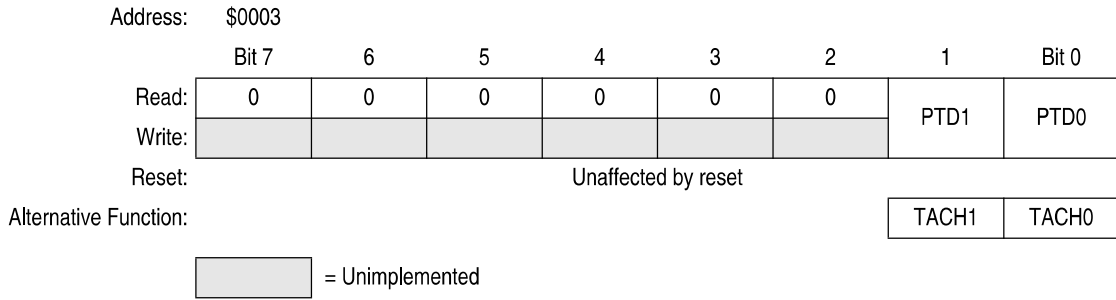 Address: $0003
Bit 7 6 5 4 3 2 1 Bit 0
Read: 0 0 0 0 0 0 PTD1 PTD0
Write:
Reset: Unaffected by reset
Alternative Function: TACH1 TACH0
= Unimplemented